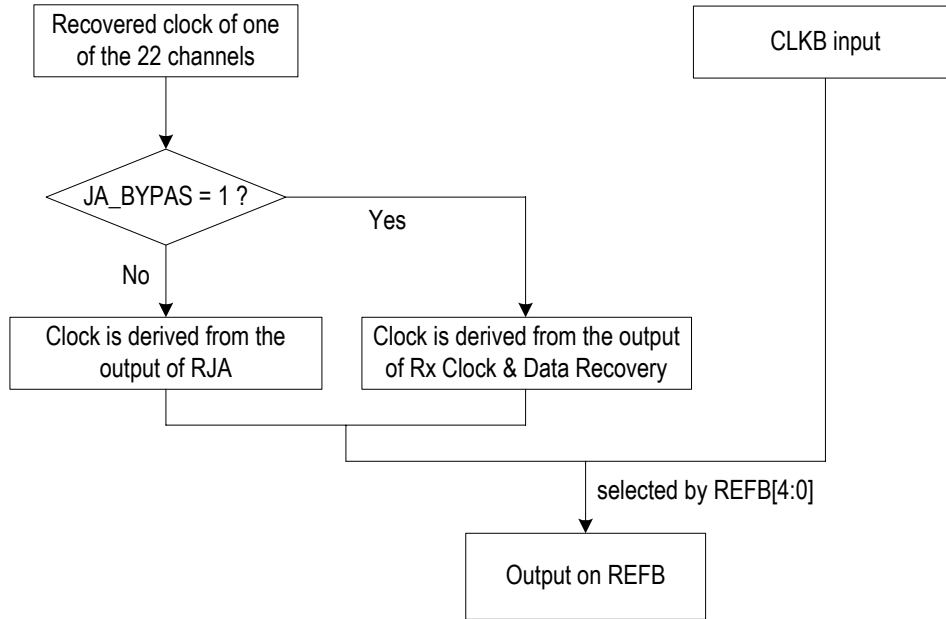 Recovered clock of one
of the 22 channels
CLKB input
JA_BYPAS = 1 ?
Yes
No
Clock is derived from the
output of RJA
Clock is derived from the output
of Rx Clock & Data Recovery
selected by REFB[4:0]
Output on REFB